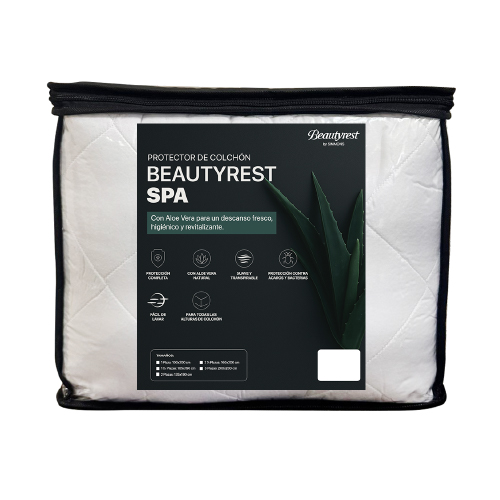 Beautyrest
by SIMMONS
PROTECTOR DE COLCHÓN
BEAUTYREST
SPA
Con Aloe Vera para un descanso fresco,
higiénico y revitalizante.
PROTECCIÓN
COMPLETA
CON ALOE VERA
NATURAL
SUAVE Y
TRANSPIRABLE
PROTECCIÓN CONTRA
ÁCAROS Y BACTERIAS
FÁCIL DE
LAVAR
PARA TODAS LAS
ALTURAS DE COLCHÓN
TAMAÑOS: